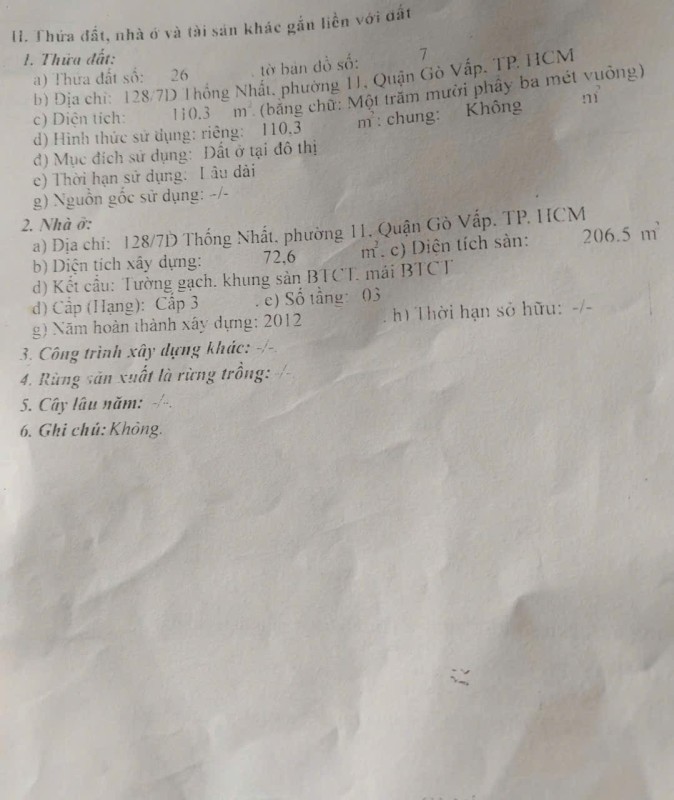 II. Thửa đất, nhà ở và tài sản khác gắn liền với đất
1. Thửa đất:
a) Thửa đất số: 26 , tờ bản đồ số: 7
b) Địa chỉ: 128/7D Thống Nhất, phường 11, Quận Gò Vấp, TP. HCM
c) Diện tích: 110,3 m². (bằng chữ: Một trăm mười phẩy ba mét vuông)
d) Hình thức sử dụng: riêng: 110,3 m²; chung: Không m²
đ) Mục đích sử dụng: Đất ở tại đô thị
e) Thời hạn sử dụng: Lâu dài
g) Nguồn gốc sử dụng: -/-
2. Nhà ở:
a) Địa chỉ: 128/7D Thống Nhất, phường 11, Quận Gò Vấp, TP. HCM
b) Diện tích xây dựng: 72,6 m². c) Diện tích sàn: 206.5 m²
d) Kết cấu: Tường gạch, khung sàn BTCT, mái BTCT
đ) Cấp (Hạng): Cấp 3 . e) Số tầng: 03
g) Năm hoàn thành xây dựng: 2012 . h) Thời hạn sở hữu: -/-
3. Công trình xây dựng khác: -/-.
4. Rừng sản xuất là rừng trồng: -/-.
5. Cây lâu năm: -/-.
6. Ghi chú: Không.